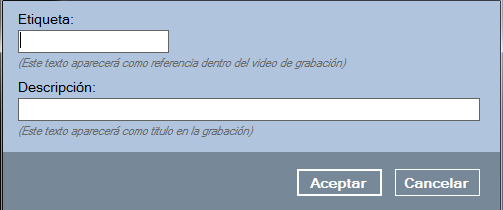 Etiqueta:
(Este texto aparecerá como referencia dentro del video de grabación)
Descripción:
(Este texto aparecerá como título en la grabación)
Aceptar Cancelar